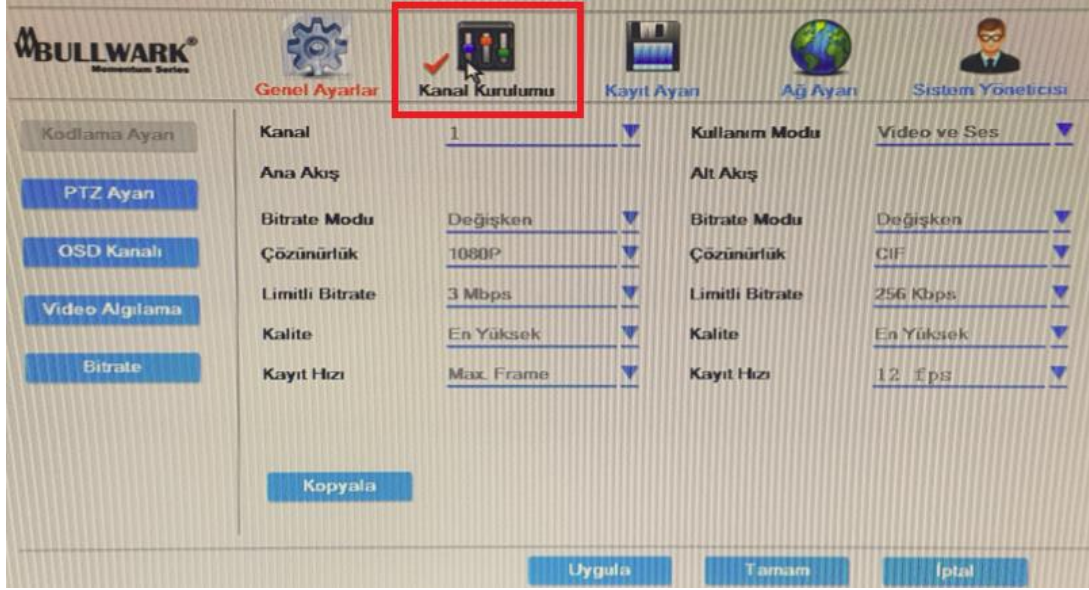 BULLWARK®
Momentum Series
Genel Ayarlar
Kanal Kurulumu
Kayıt Ayarı
Ağ Ayarı
Sistem Yöneticisi
Kodlama Ayarı
PTZ Ayarı
OSD Kanalı
Video Algılama
Bitrate
Kanal 1 Kullanım Modu Video ve Ses
Ana Akış Alt Akış
Bitrate Modu Değişken Bitrate Modu Değişken
Çözünürlük 1080P Çözünürlük CIF
Limitli Bitrate 3 Mbps Limitli Bitrate 256 Kbps
Kalite En Yüksek Kalite En Yüksek
Kayıt Hızı Max. Frame Kayıt Hızı 12 fps
Kopyala
Uygula Tamam İptal